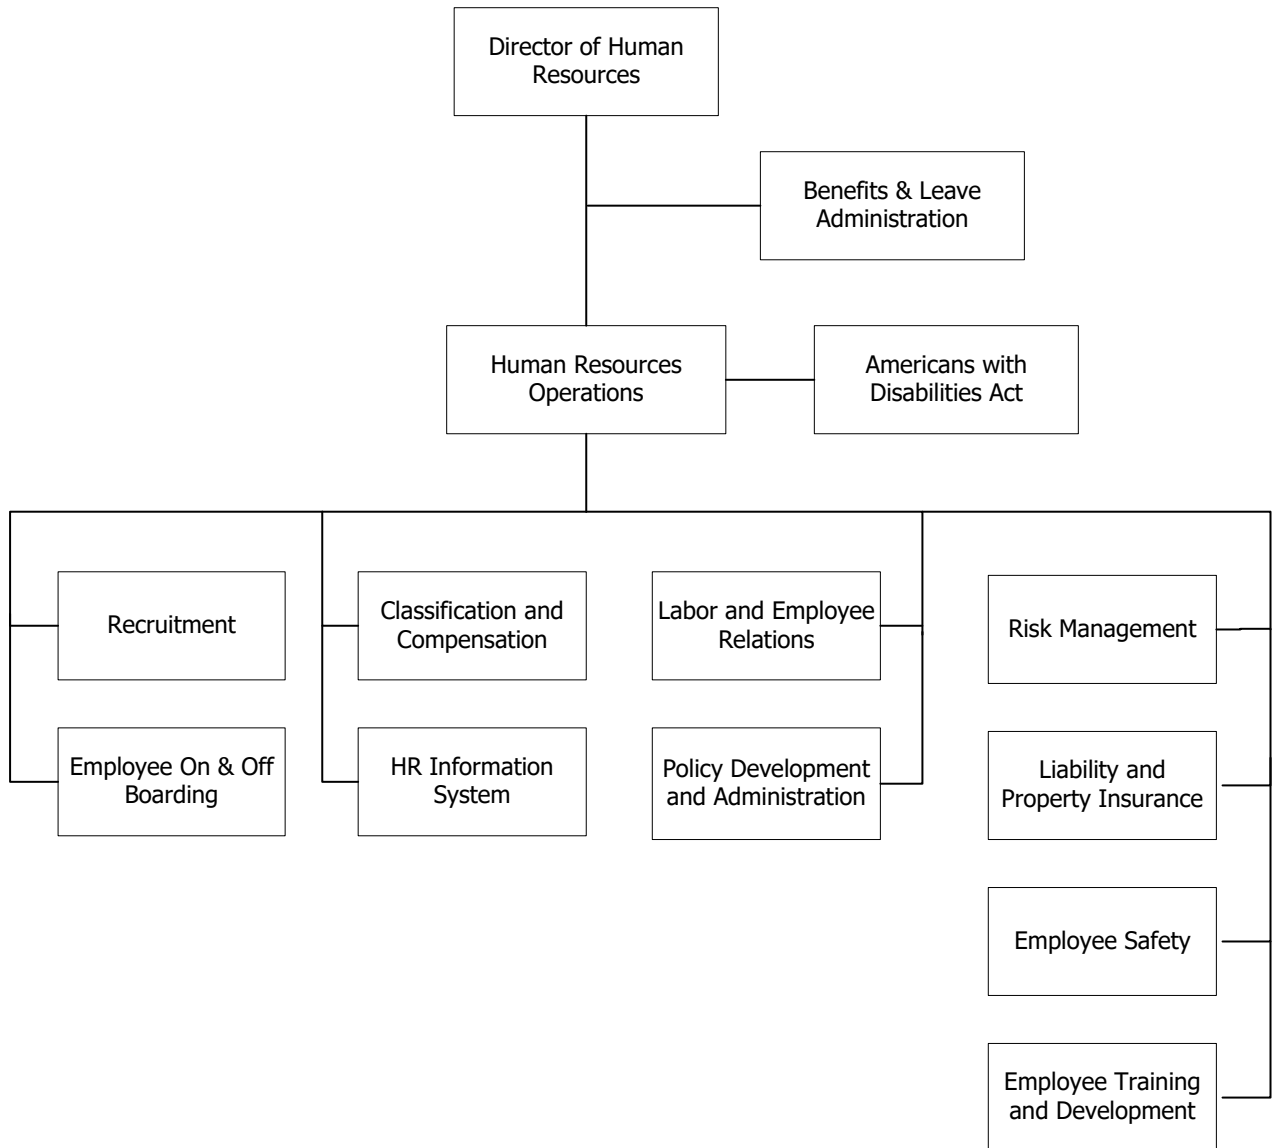 Director of Human
Resources
Benefits & Leave
Administration
Human Resources
Operations
Americans with
Disabilities Act
Recruitment
Classification and
Compensation
Labor and Employee
Relations
Risk Management
Employee On & Off
Boarding
HR Information
System
Policy Development
and Administration
Liability and
Property Insurance
Employee Safety
Employee Training
and Development